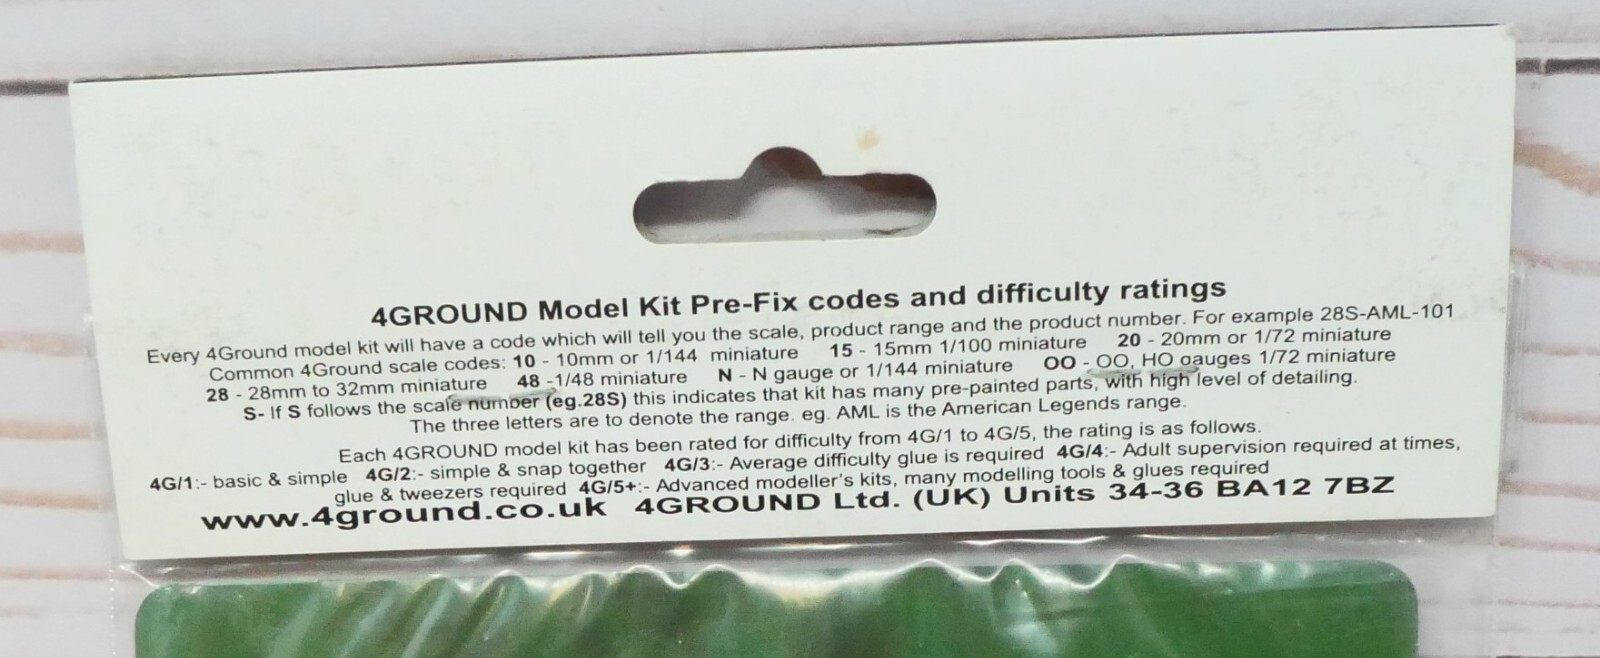 4GROUND Model Kit Pre-Fix codes and difficulty ratings
Every 4Ground model kit will have a code which will tell you the scale, product range and the product number. For example 28S-AML-101
Common 4Ground scale codes: 10 - 10mm or 1/144 miniature 15 - 15mm 1/100 miniature 20 - 20mm or 1/72 miniature
28 - 28mm to 32mm miniature 48 -1/48 miniature N - N gauge or 1/144 miniature OO - OO, HO gauges 1/72 miniature
S- If S follows the scale number (eg.28S) this indicates that kit has many pre-painted parts, with high level of detailing.
The three letters are to denote the range. eg. AML is the American Legends range.
Each 4GROUND model kit has been rated for difficulty from 4G/1 to 4G/5, the rating is as follows.
4G/1:- basic & simple 4G/2:- simple & snap together 4G/3:- Average difficulty glue is required 4G/4:- Adult supervision required at times,
glue & tweezers required 4G/5+:- Advanced modeller's kits, many modelling tools & glues required
www.4ground.co.uk 4GROUND Ltd. (UK) Units 34-36 BA12 7BZ